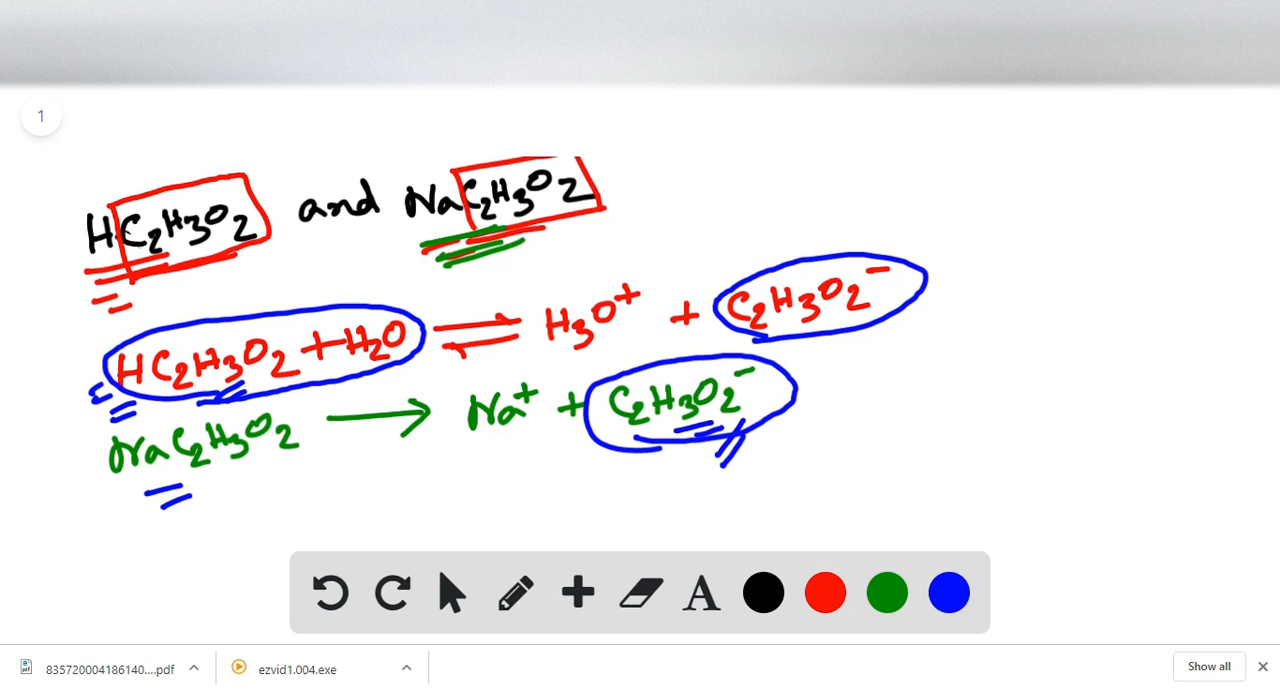 1
HC₂H₃O₂ and NaC₂H₃O₂
HC₂H₃O₂ + H₂O ⇌ H₃O⁺ + C₂H₃O₂⁻
NaC₂H₃O₂ → Na⁺ + C₂H₃O₂⁻
A
835720004186140....pdf
ezvid1.004.exe
Show all